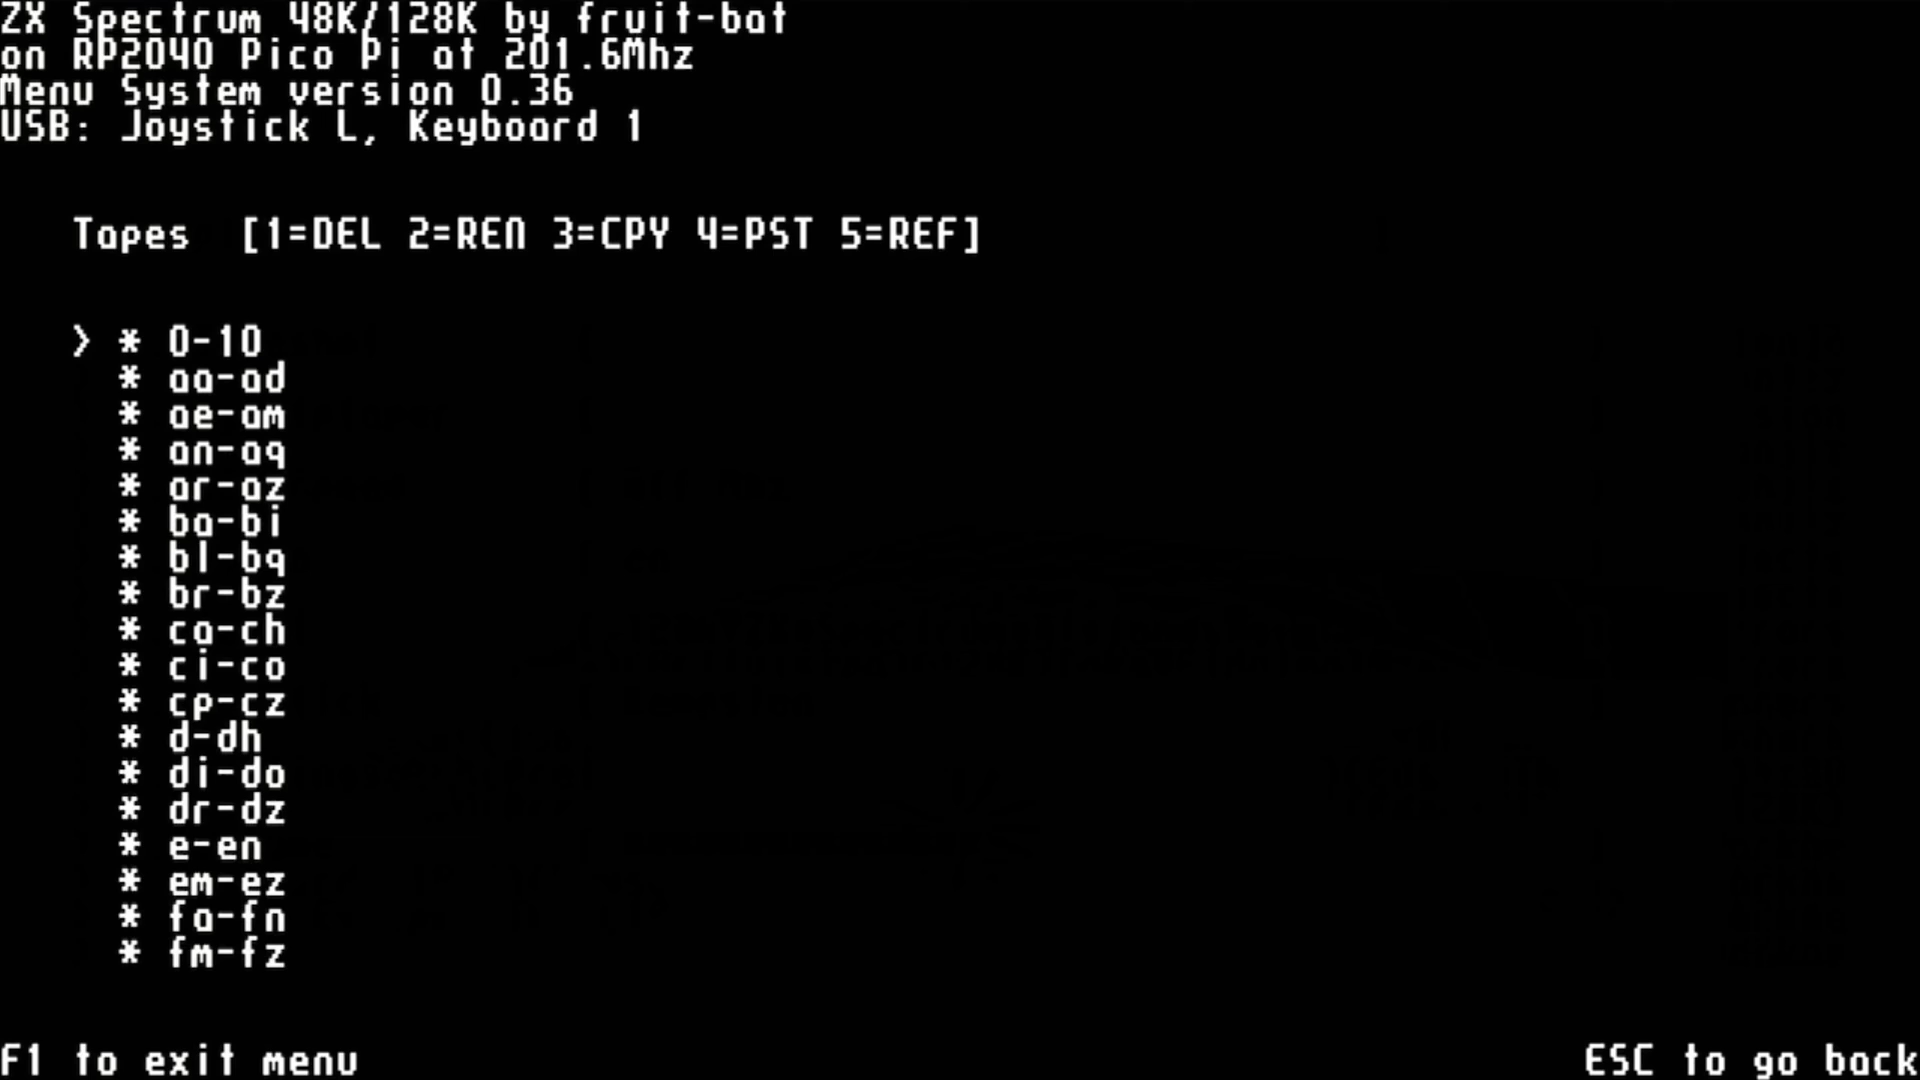 ZX Spectrum 48K/128K by fruit-bat
on RP2040 Pico Pi at 201.6Mhz
Menu System version 0.36
USB: Joystick L, Keyboard 1
Tapes [1=DEL 2=REN 3=CPY 4=PST 5=REF]
> * 0-10
* aa-ad
* ae-am
* an-aq
* ar-az
* ba-bi
* bl-bq
* br-bz
* ca-ch
* ci-co
* cp-cz
* d-dh
* di-do
* dr-dz
* e-en
* em-ez
* fa-fn
* fm-fz
F1 to exit menu
ESC to go back